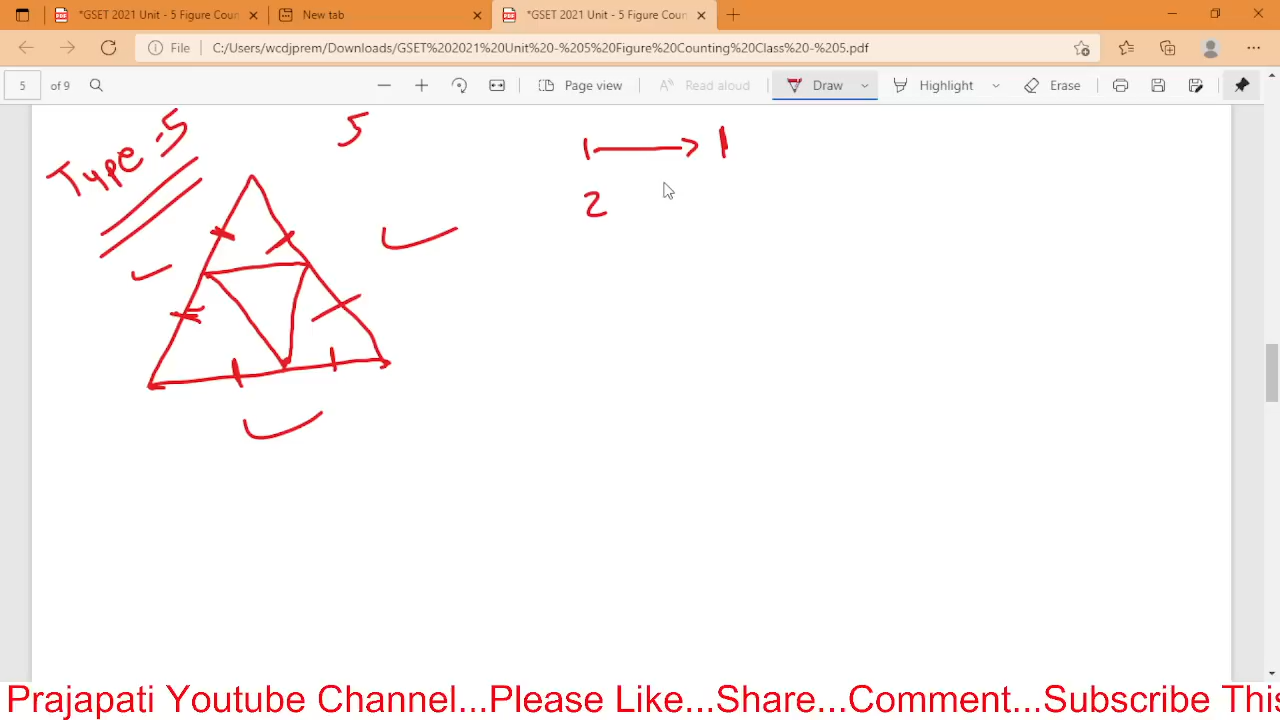 *GSET 2021 Unit - 5 Figure Coun
New tab
*GSET 2021 Unit - 5 Figure Coun
File
C:/Users/wcdjprem/Downloads/GSET%202021%20Unit%20-%205%20Figure%20Counting%20Class%20-%205.pdf
5 of 9
Page view
Read aloud
Draw
Highlight
Erase
Type-5
5
1 → 1
2
Prajapati Youtube Channel...Please Like...Share...Comment...Subscribe This